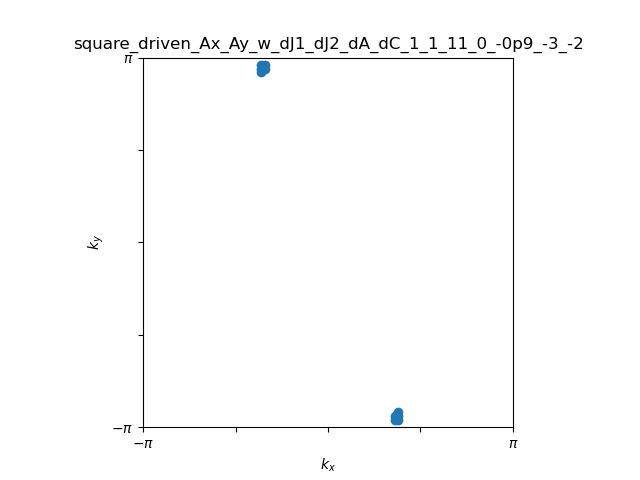 square_driven_Ax_Ay_w_dJ1_dJ2_dA_dC_1_1_11_0_-0p9_-3_-2
π
k_y
−π
−π
π
k_x